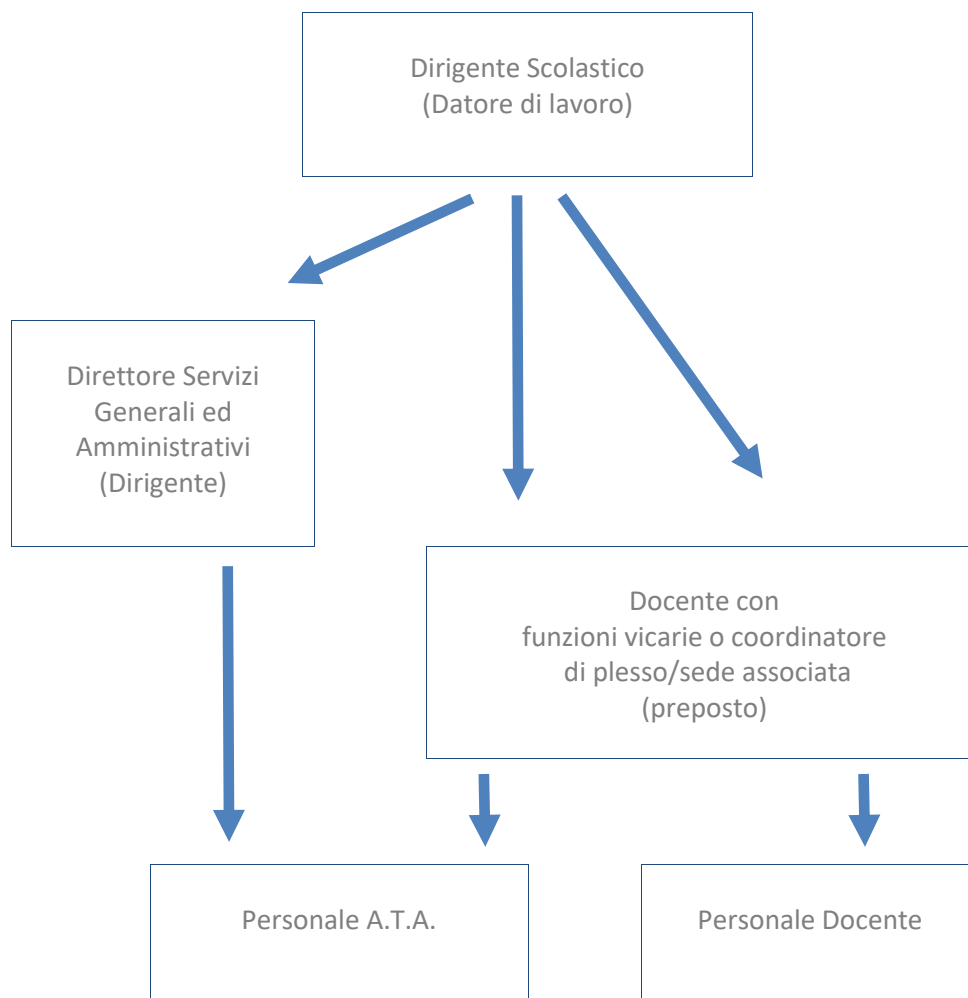 Dirigente Scolastico
(Datore di lavoro)
Direttore Servizi
Generali ed
Amministrativi
(Dirigente)
Docente con
funzioni vicarie o coordinatore
di plesso/sede associata
(preposto)
Personale A.T.A.
Personale Docente